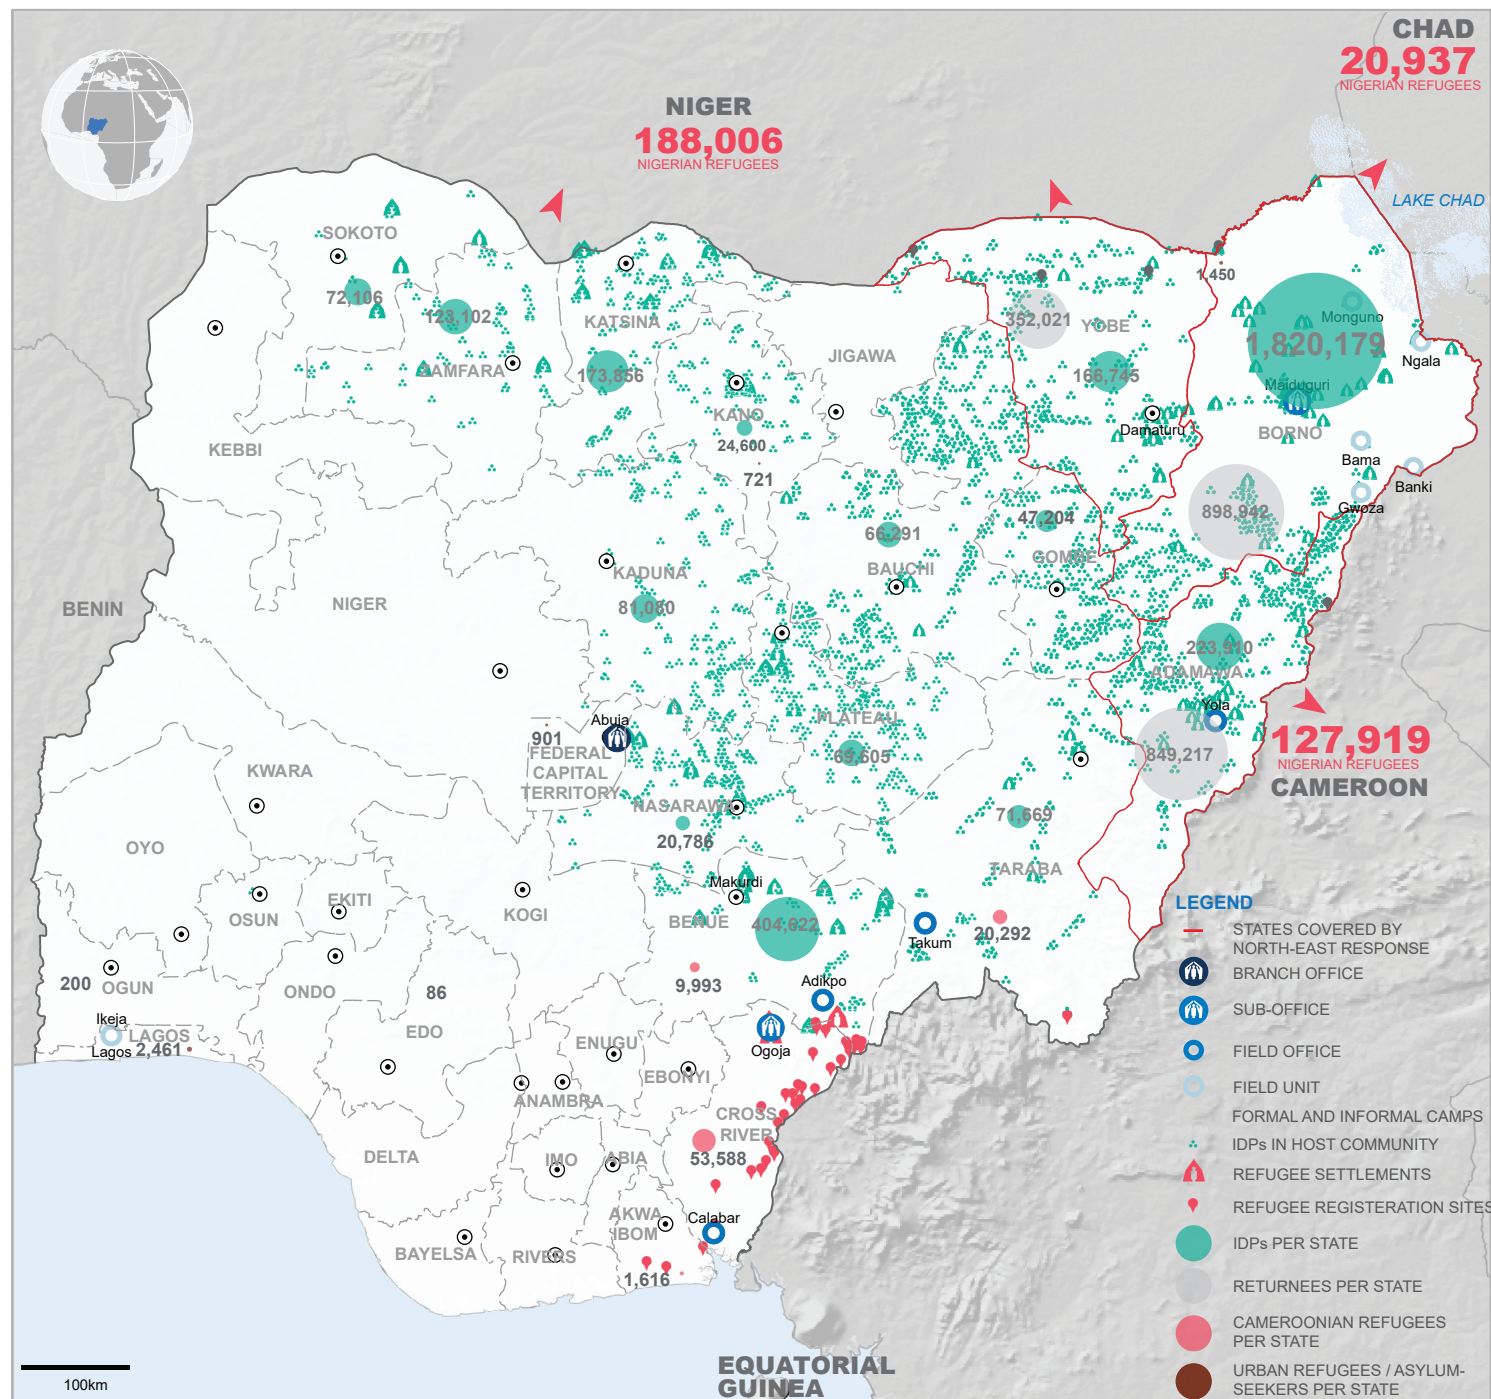 CHAD
20,937
NIGERIAN REFUGEES
NIGER
188,006
NIGERIAN REFUGEES
LAKE CHAD
SOKOTO
72,106
123,102
ZAMFARA
KATSINA
173,856
KANO
24,600
721
JIGAWA
352,021
YOBE
166,745
Damaturu
1,450
Monguno
1,820,179
Maiduguri
Ngala
BORNO
Bama
Banki
Gwoza
898,942
KEBBI
BENIN
NIGER
KADUNA
81,080
66,291
BAUCHI
47,204
GOMBE
223,910
ADAMAWA
Yola
849,217
127,919
NIGERIAN REFUGEES
CAMEROON
PLATEAU
69,605
Abuja
901
FEDERAL
CAPITAL
TERRITORY
NASARAWA
20,786
KWARA
OYO
OSUN
EKITI
KOGI
Makurdi
BENUE
404,622
71,669
TARABA
20,292
Takum
9,993
Adikpo
Ogoja
200
OGUN
ONDO
86
EDO
Ikeja
LAGOS
Lagos
2,461
ENUGU
EBONYI
ANAMBRA
CROSS
RIVER
53,588
DELTA
IMO
ABIA
AKWA
IBOM
Calabar
BAYELSA
RIVERS
1,616
EQUATORIAL
GUINEA
100km
LEGEND
STATES COVERED BY
NORTH-EAST RESPONSE
BRANCH OFFICE
SUB-OFFICE
FIELD OFFICE
FIELD UNIT
FORMAL AND INFORMAL CAMPS
IDPs IN HOST COMMUNITY
REFUGEE SETTLEMENTS
REFUGEE REGISTERATION SITES
IDPs PER STATE
RETURNEES PER STATE
CAMEROONIAN REFUGEES
PER STATE
URBAN REFUGEES / ASYLUM-
SEEKERS PER STATE